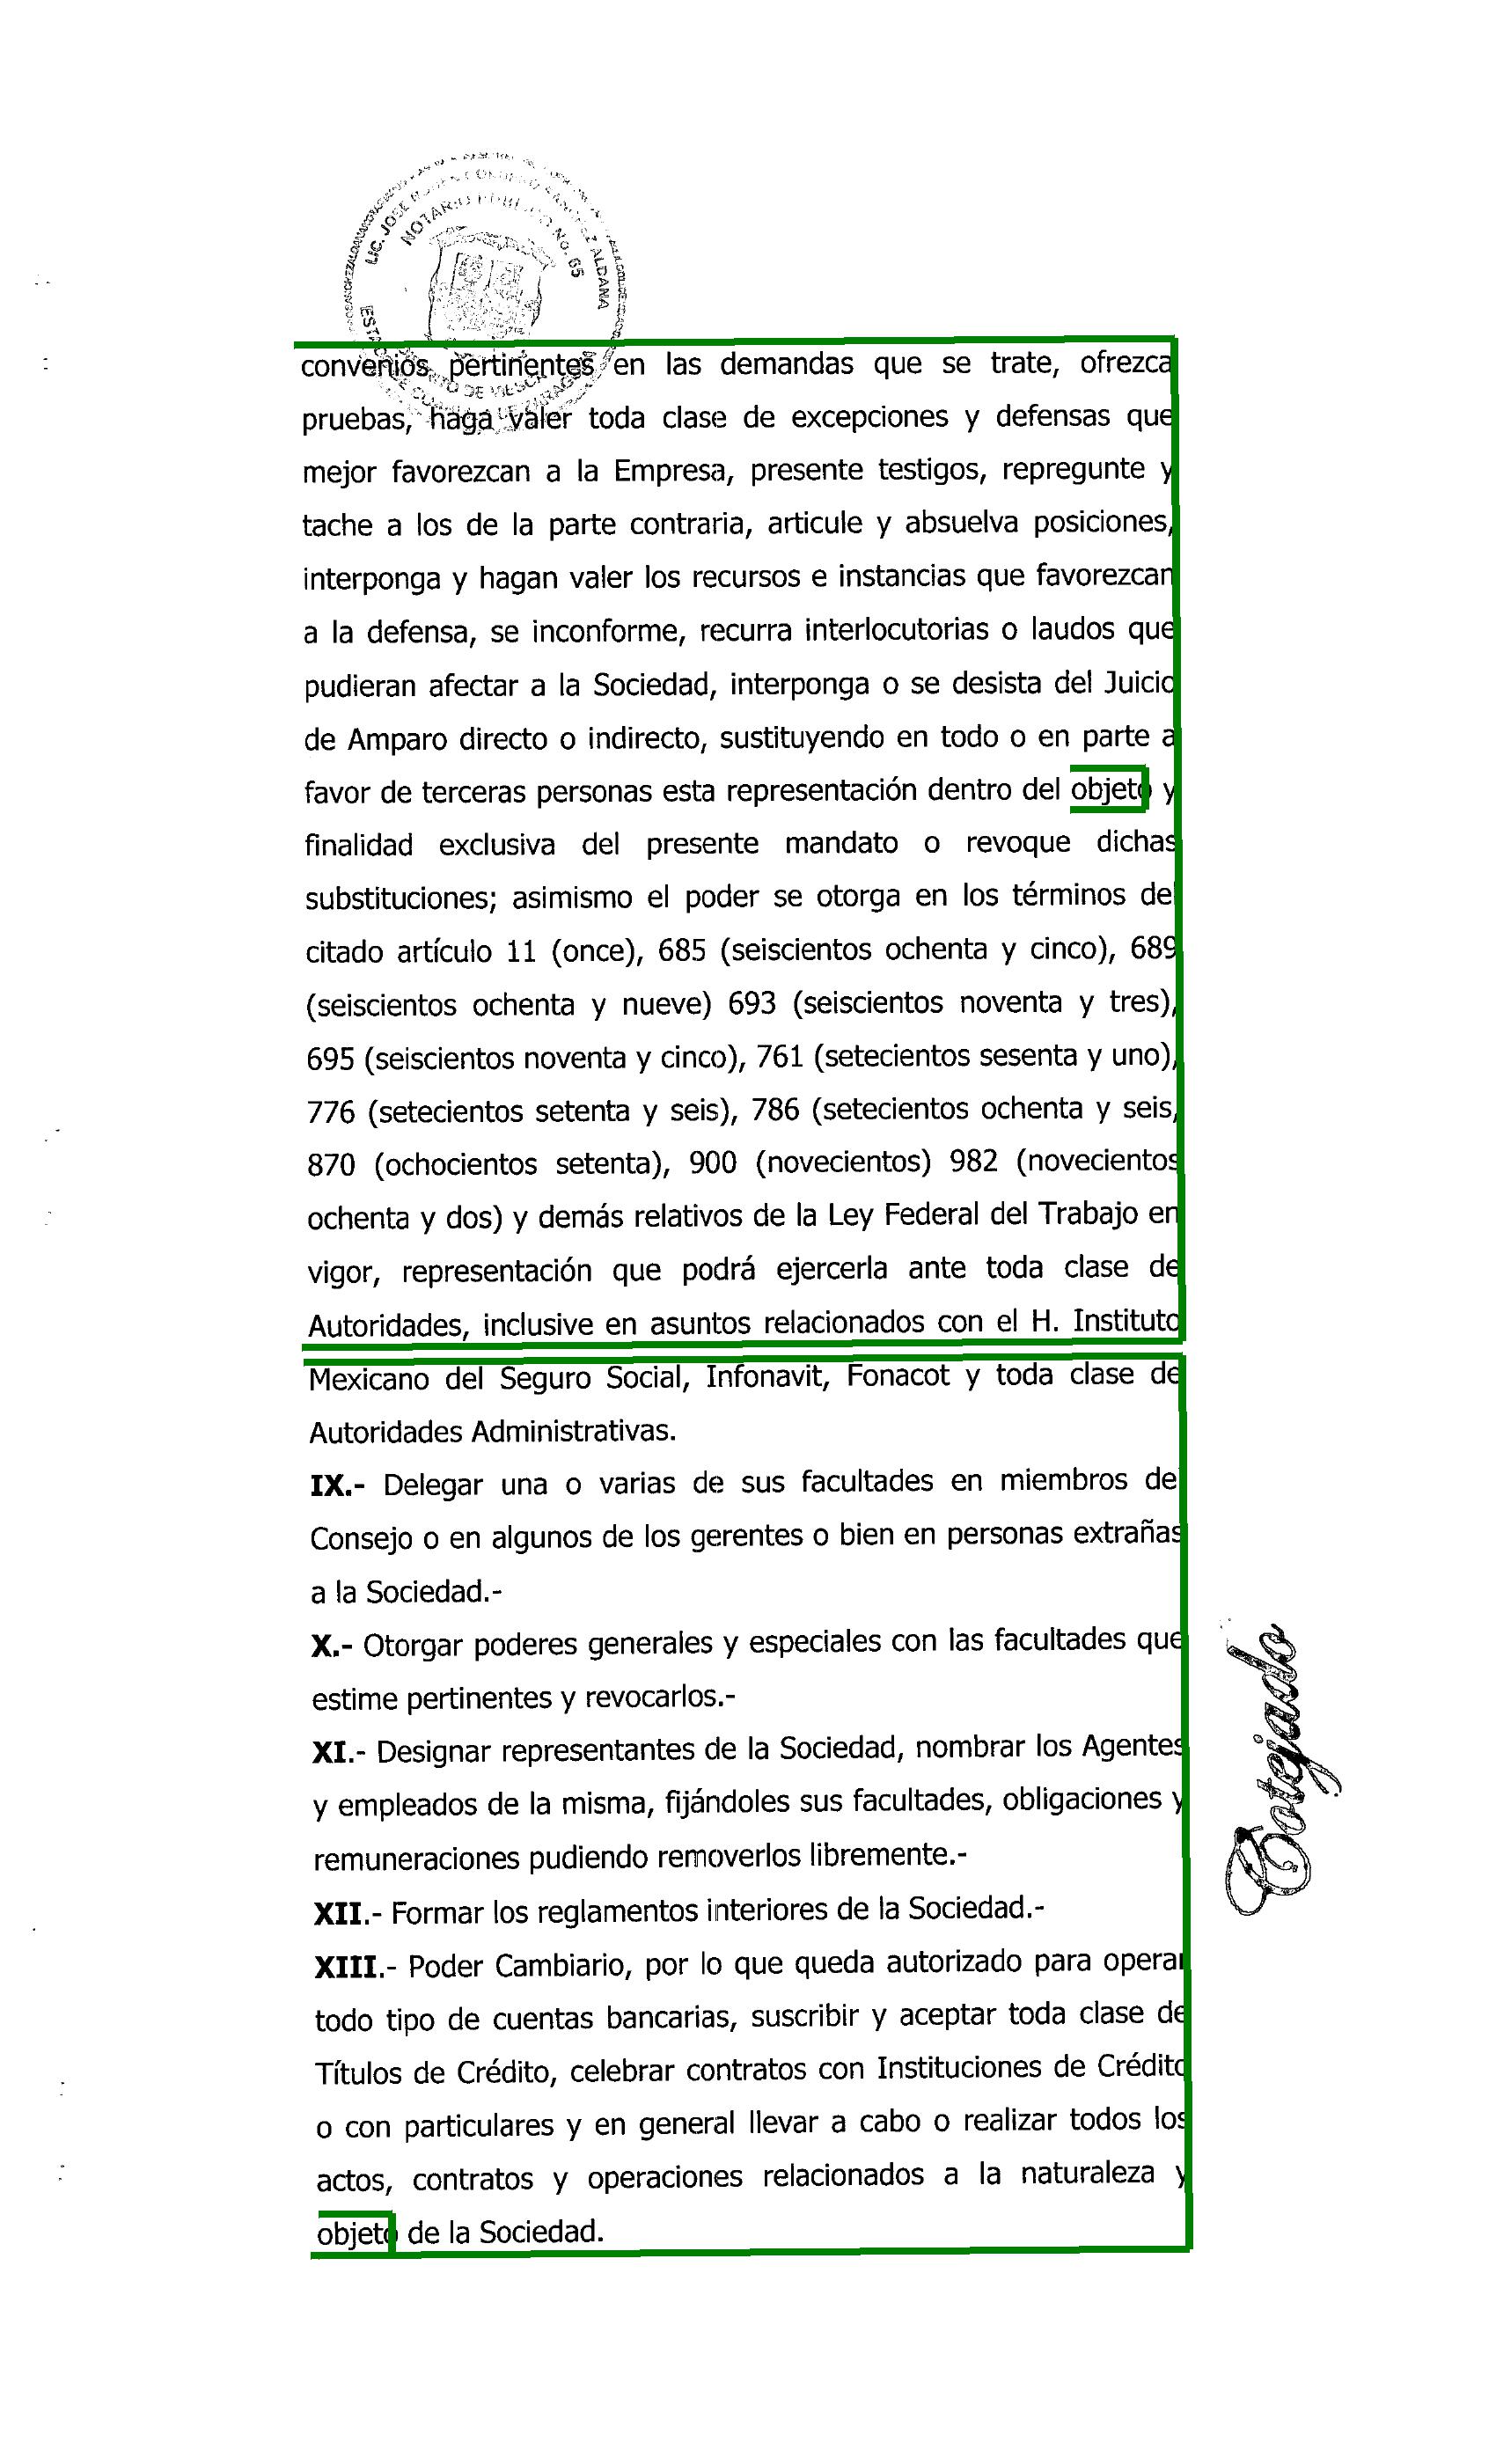 LIC. JOSE
ALDANA
NOTARIO PUBLICO No. 65
convenios pertinentes en las demandas que se trate, ofrezca
pruebas, haga valer toda clase de excepciones y defensas que
mejor favorezcan a la Empresa, presente testigos, repregunte y
tache a los de la parte contraria, articule y absuelva posiciones,
interponga y hagan valer los recursos e instancias que favorezcan
a la defensa, se inconforme, recurra interlocutorias o laudos que
pudieran afectar a la Sociedad, interponga o se desista del Juicio
de Amparo directo o indirecto, sustituyendo en todo o en parte a
favor de terceras personas esta representación dentro del objeto y
finalidad exclusiva del presente mandato o revoque dichas
substituciones; asimismo el poder se otorga en los términos del
citado artículo 11 (once), 685 (seiscientos ochenta y cinco), 689
(seiscientos ochenta y nueve) 693 (seiscientos noventa y tres),
695 (seiscientos noventa y cinco), 761 (setecientos sesenta y uno),
776 (setecientos setenta y seis), 786 (setecientos ochenta y seis,
870 (ochocientos setenta), 900 (novecientos) 982 (novecientos
ochenta y dos) y demás relativos de la Ley Federal del Trabajo en
vigor, representación que podrá ejercerla ante toda clase de
Autoridades, inclusive en asuntos relacionados con el H. Instituto
Mexicano del Seguro Social, Infonavit, Fonacot y toda clase de
Autoridades Administrativas.
IX.- Delegar una o varias de sus facultades en miembros del
Consejo o en algunos de los gerentes o bien en personas extrañas
a la Sociedad.-
X.- Otorgar poderes generales y especiales con las facultades que
estime pertinentes y revocarlos.-
XI.- Designar representantes de la Sociedad, nombrar los Agentes
y empleados de la misma, fijándoles sus facultades, obligaciones y
remuneraciones pudiendo removerlos libremente.-
XII.- Formar los reglamentos interiores de la Sociedad.-
XIII.- Poder Cambiario, por lo que queda autorizado para operar
todo tipo de cuentas bancarias, suscribir y aceptar toda clase de
Títulos de Crédito, celebrar contratos con Instituciones de Crédito
o con particulares y en general llevar a cabo o realizar todos los
actos, contratos y operaciones relacionados a la naturaleza y
objeto de la Sociedad.
Cotejado